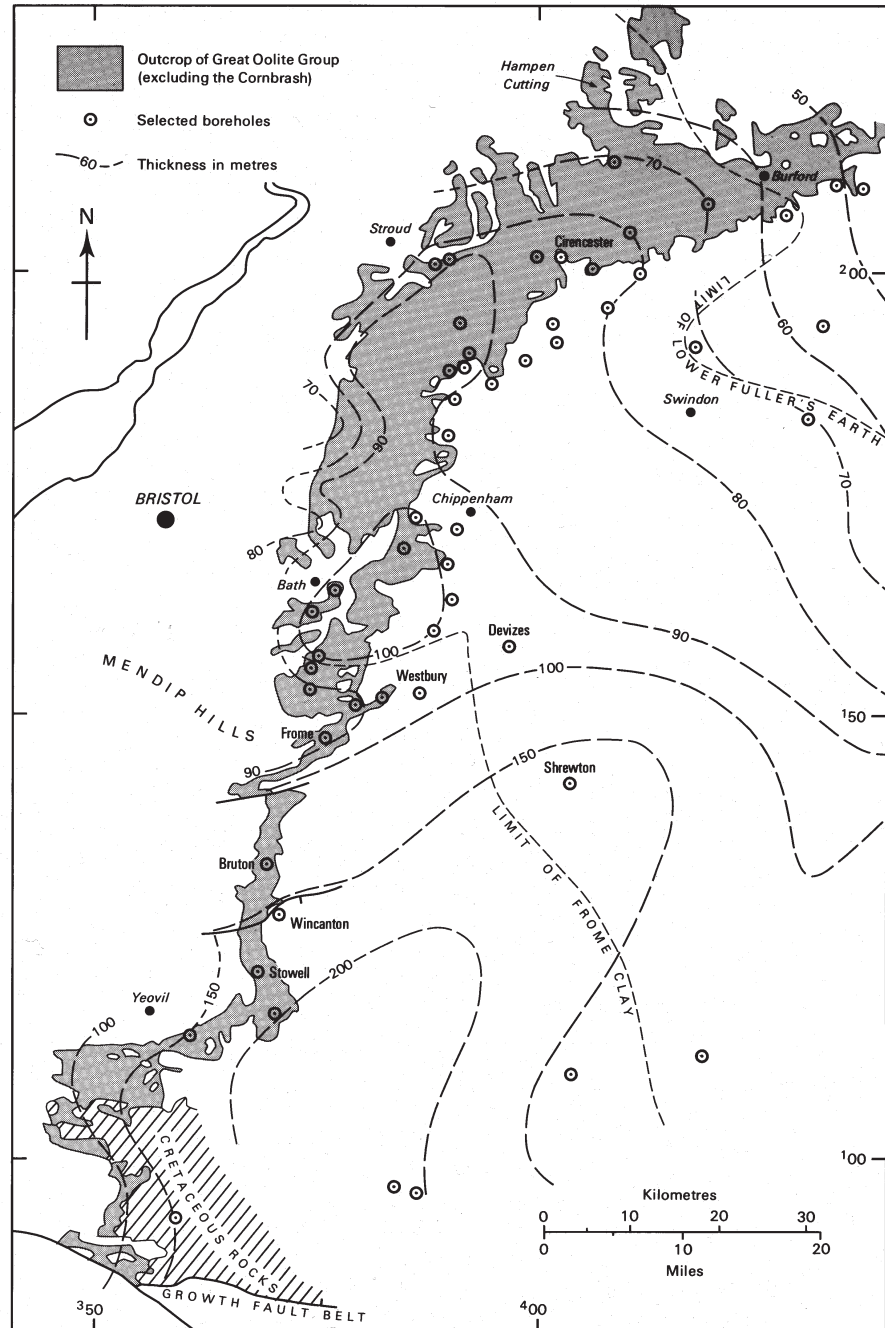 Outcrop of Great Oolite Group
(excluding the Cornbrash)
Selected boreholes
60
Thickness in metres
N
Hampen
Cutting
50
70
Burford
Stroud
Cirencester
200
LIMIT OF LOWER FULLER'S EARTH
60
70
Swindon
80
70
80
BRISTOL
Chippenham
80
Bath
90
100
Devizes
MENDIP HILLS
Westbury
100
150
Frome
90
150
Shrewton
LIMIT OF FROME CLAY
Bruton
Wincanton
Stowell
200
150
Yeovil
100
CRETACEOUS ROCKS
100
Kilometres
0 10 20 30
0 10 20
Miles
GROWTH FAULT BELT
350
400